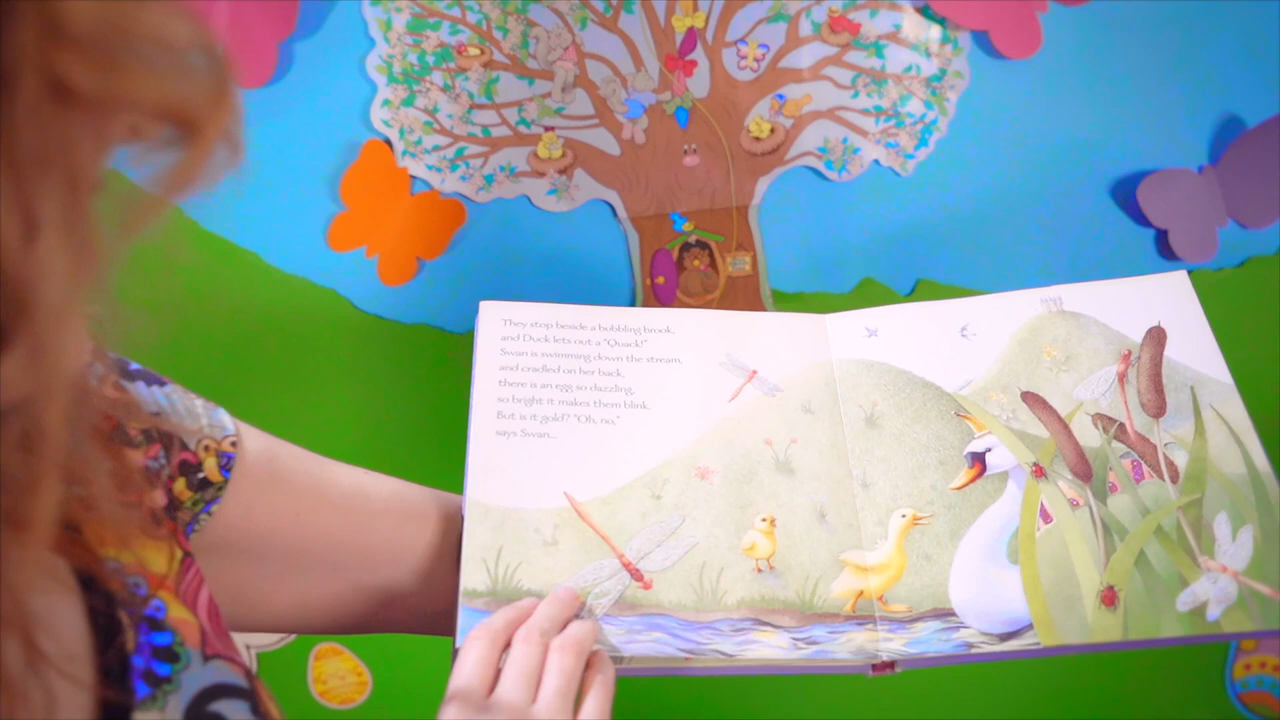 They stop beside a bubbling brook,
and Duck lets out a "Quack!"
Swan is swimming down the stream,
and cradled on her back,
there is an egg so dazzling,
so bright it makes them blink.
But is it gold? "Oh, no,"
says Swan...